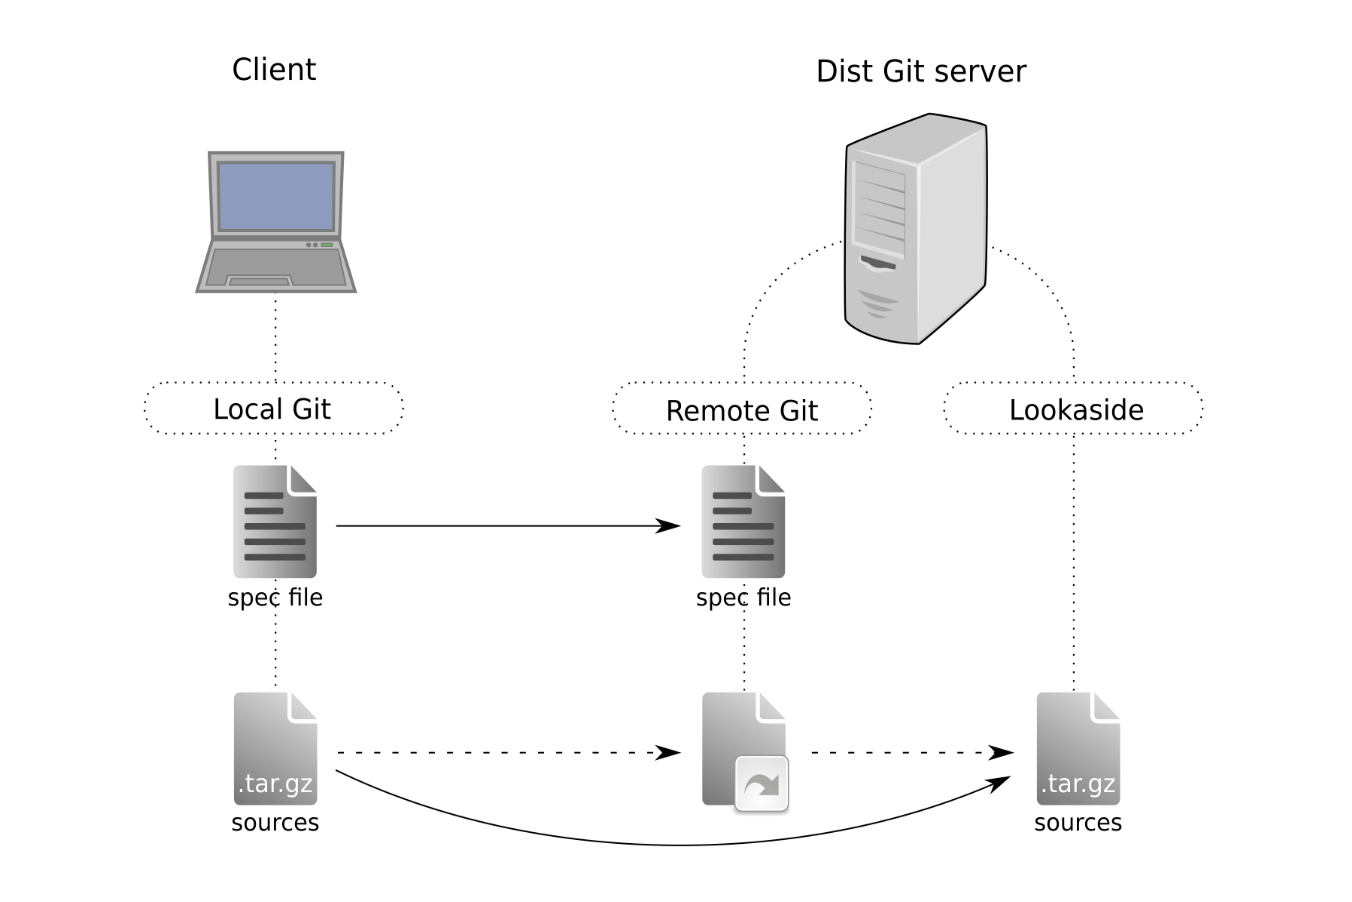 Client
Dist Git server
Local Git
Remote Git
Lookaside
spec file
spec file
.tar.gz
.tar.gz
sources
sources